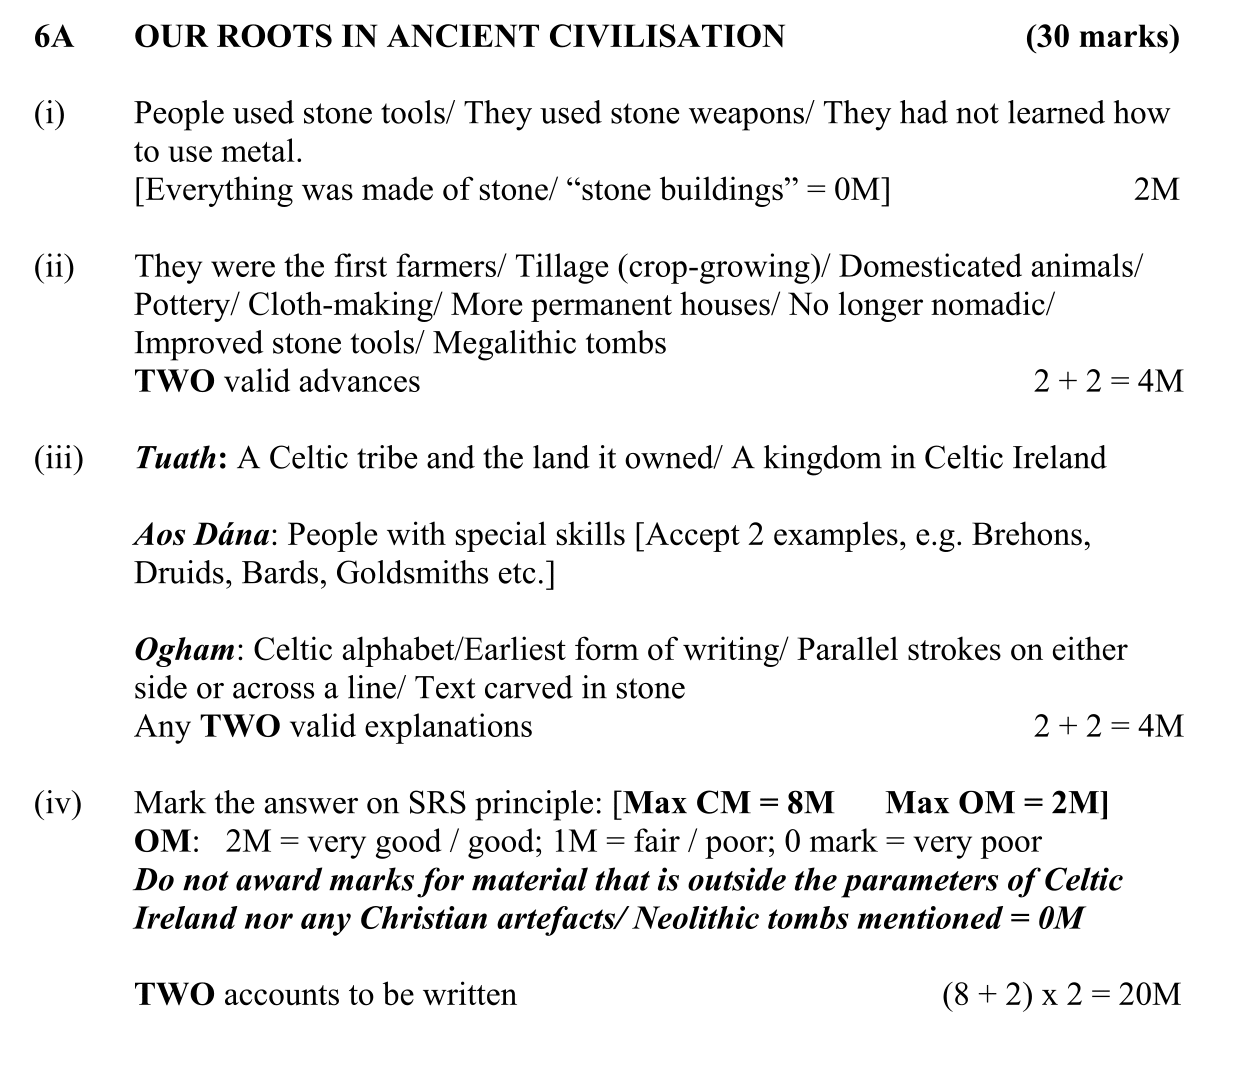 6A OUR ROOTS IN ANCIENT CIVILISATION (30 marks)
(i) People used stone tools/ They used stone weapons/ They had not learned how
to use metal.
[Everything was made of stone/ “stone buildings” = 0M] 2M
(ii) They were the first farmers/ Tillage (crop-growing)/ Domesticated animals/
Pottery/ Cloth-making/ More permanent houses/ No longer nomadic/
Improved stone tools/ Megalithic tombs
TWO valid advances 2 + 2 = 4M
(iii) Tuath: A Celtic tribe and the land it owned/ A kingdom in Celtic Ireland
Aos Dána: People with special skills [Accept 2 examples, e.g. Brehons,
Druids, Bards, Goldsmiths etc.]
Ogham: Celtic alphabet/Earliest form of writing/ Parallel strokes on either
side or across a line/ Text carved in stone
Any TWO valid explanations 2 + 2 = 4M
(iv) Mark the answer on SRS principle: [Max CM = 8M Max OM = 2M]
OM: 2M = very good / good; 1M = fair / poor; 0 mark = very poor
Do not award marks for material that is outside the parameters of Celtic
Ireland nor any Christian artefacts/ Neolithic tombs mentioned = 0M
TWO accounts to be written (8 + 2) x 2 = 20M